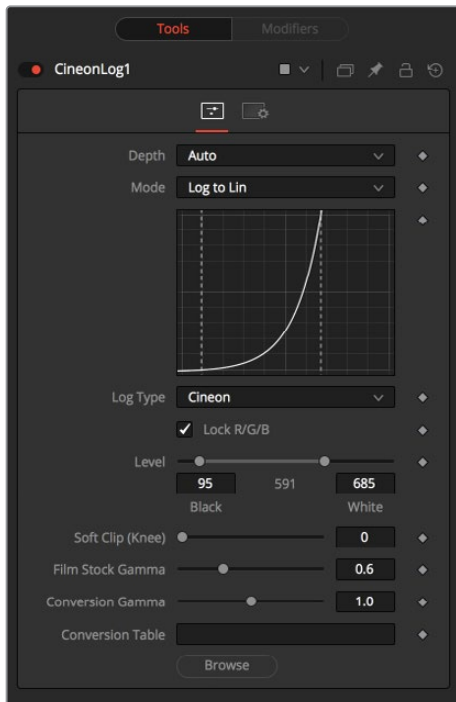 Tools Modifiers
CineonLog1
Depth Auto
Mode Log to Lin
Log Type Cineon
Lock R/G/B
Level
95 591 685
Black White
Soft Clip (Knee) 0
Film Stock Gamma 0.6
Conversion Gamma 1.0
Conversion Table
Browse